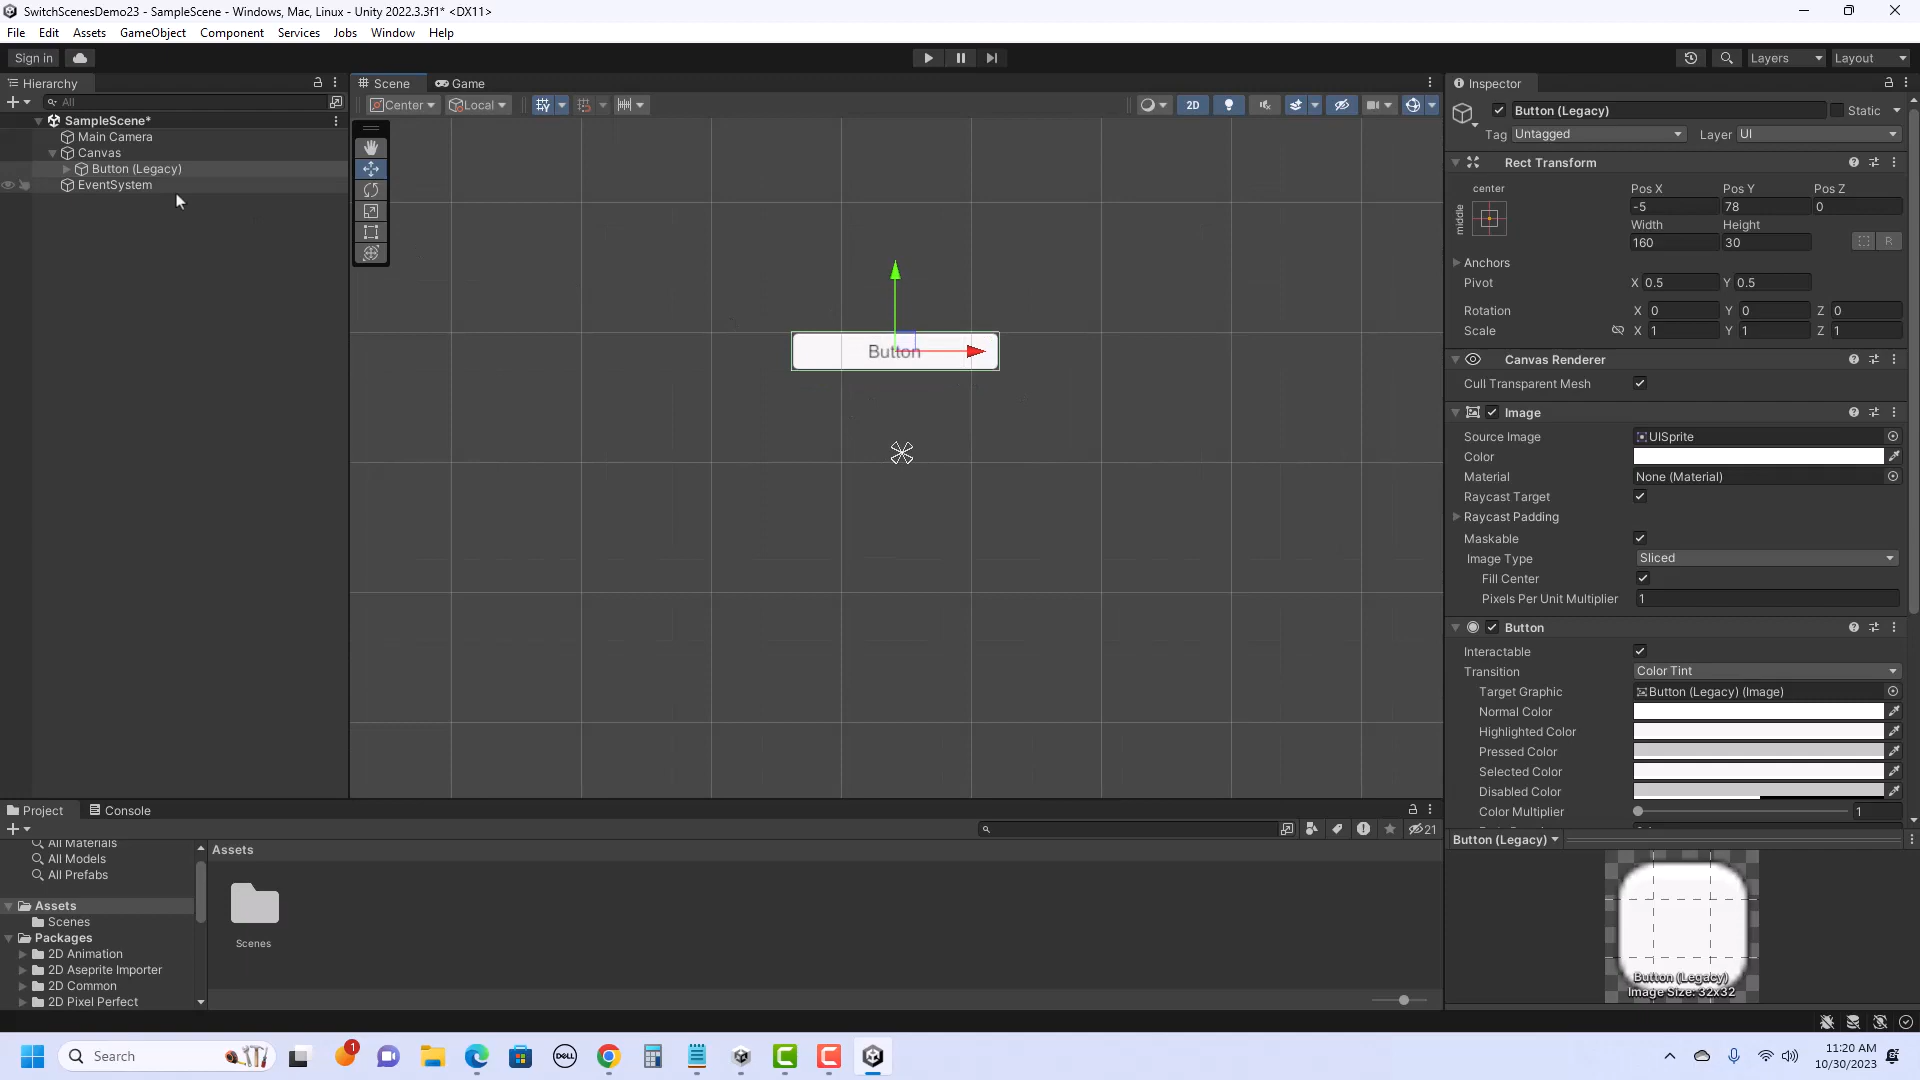 SwitchScenesDemo23 - SampleScene - Windows, Mac, Linux - Unity 2022.3.3f1* <DX11>
File Edit Assets GameObject Component Services Jobs Window Help
Sign in
Layers
Layout
Hierarchy
All
SampleScene*
Main Camera
Canvas
Button (Legacy)
EventSystem
Scene
Game
Center
Local
2D
Button
Inspector
Button (Legacy)
Static
Tag Untagged Layer UI
Rect Transform
center
middle
Pos X Pos Y Pos Z
-5 78 0
Width Height
160 30
R
Anchors
Pivot X 0.5 Y 0.5
Rotation X 0 Y 0 Z 0
Scale X 1 Y 1 Z 1
Canvas Renderer
Cull Transparent Mesh
Image
Source Image UISprite
Color
Material None (Material)
Raycast Target
Raycast Padding
Maskable
Image Type Sliced
Fill Center
Pixels Per Unit Multiplier 1
Button
Interactable
Transition Color Tint
Target Graphic Button (Legacy) (Image)
Normal Color
Highlighted Color
Pressed Color
Selected Color
Disabled Color
Color Multiplier 1
Button (Legacy)
Button (Legacy)
Image Size: 32x32
Project
Console
21
All Materials
All Models
All Prefabs
Assets
Scenes
Packages
2D Animation
2D Aseprite Importer
2D Common
2D Pixel Perfect
Assets
Scenes
Search
1
DELL
11:20 AM
10/30/2023